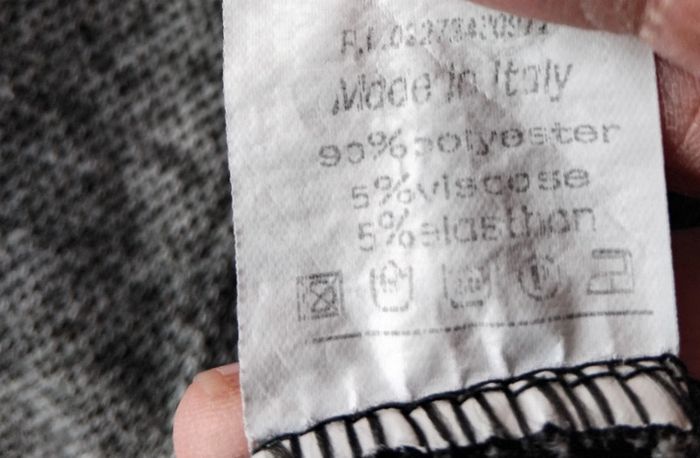 Made in Italy
90%polyester
5%viscose
5%elasthan